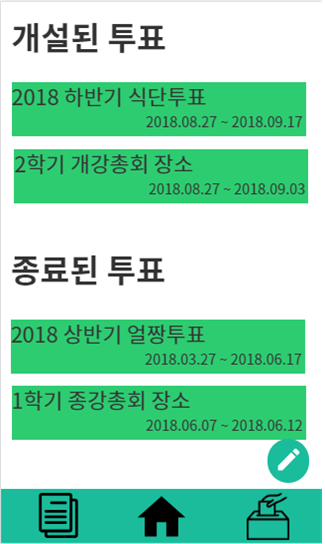 개설된 투표
2018 하반기 식단투표
2018.08.27 ~ 2018.09.17
2학기 개강총회 장소
2018.08.27 ~ 2018.09.03
종료된 투표
2018 상반기 얼짱투표
2018.03.27 ~ 2018.06.17
1학기 종강총회 장소
2018.06.07 ~ 2018.06.12